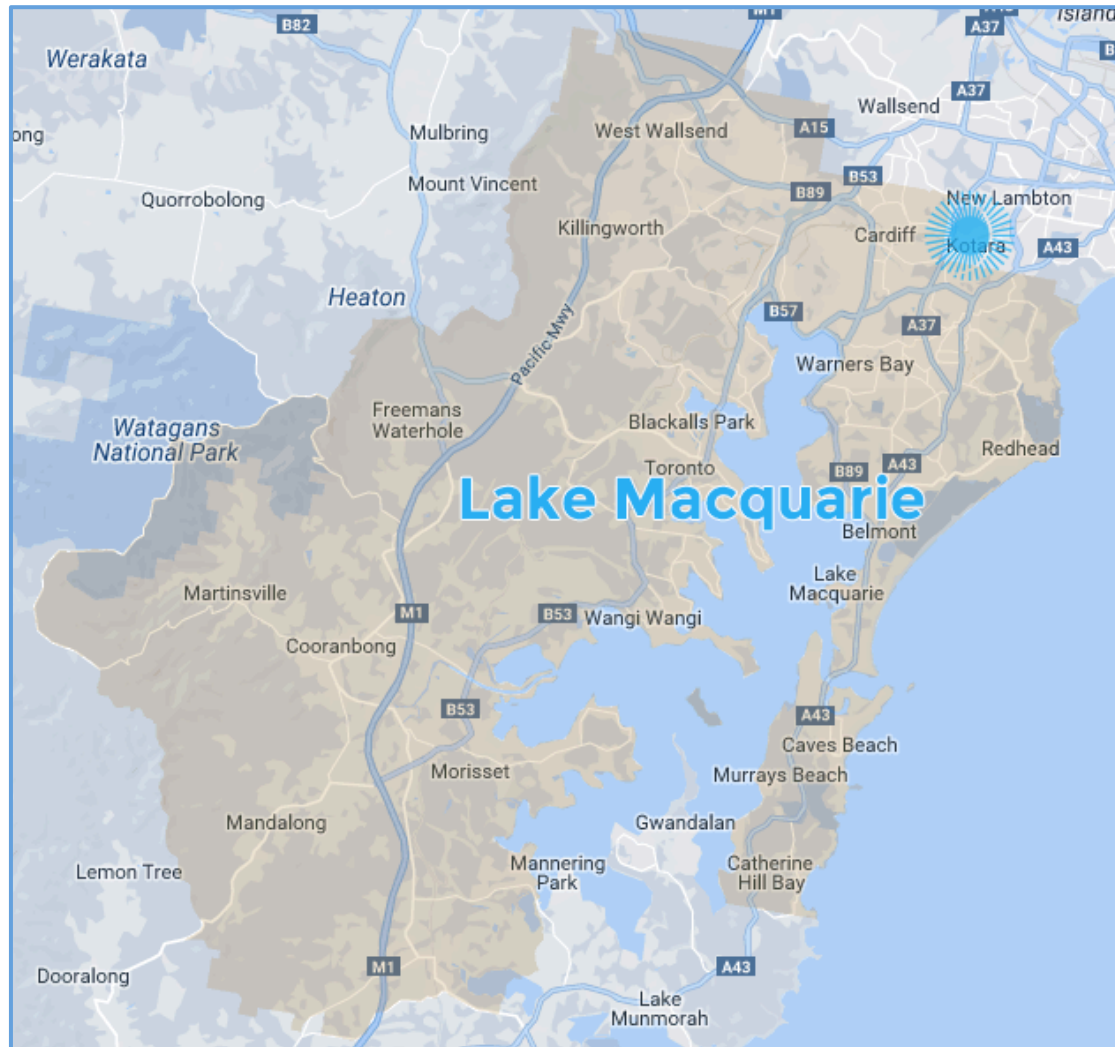 Island
B82
M1
A37
B
Werakata
A37
Wallsend
ong
Mulbring
West Wallsend
A15
Mount Vincent
B53
Quorrobolong
B89
New Lambton
Killingworth
Cardiff
Kotara
A43
Heaton
B57
A37
Pacific Mwy
Warners Bay
Freemans
Waterhole
Blackalls Park
Watagans
National Park
Redhead
Toronto
A43
B89
Lake Macquarie
Belmont
Lake
Macquarie
Martinsville
M1
B53
Wangi Wangi
Cooranbong
B53
A43
Caves Beach
Morisset
Murrays Beach
Mandalong
Gwandalan
Lemon Tree
Mannering
Park
Catherine
Hill Bay
Dooralong
M1
A43
Lake
Munmorah